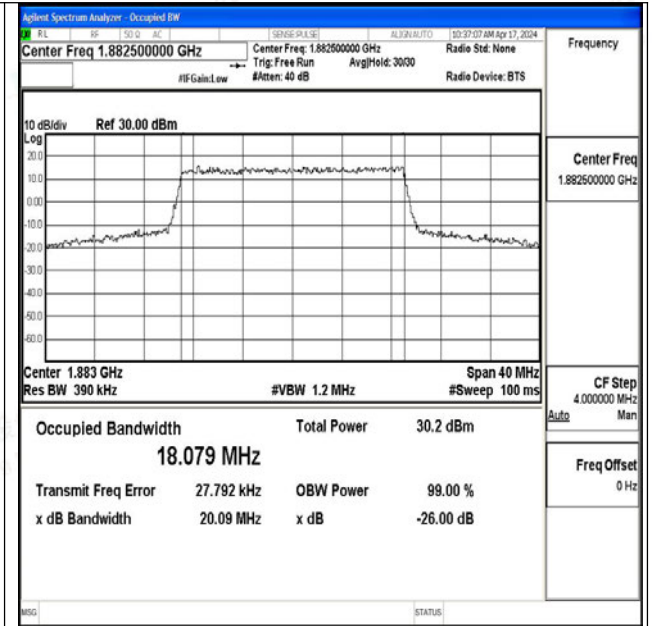 Agilent Spectrum Analyzer - Occupied BW
RL RF 50 Ω AC SENSE:PULSE ALIGN AUTO 10:37:07 AM Apr 17, 2024
Center Freq 1.882500000 GHz
Center Freq: 1.882500000 GHz
Radio Std: None
Trig: Free Run Avg|Hold: 30/30
#IFGain:Low #Atten: 40 dB Radio Device: BTS
Frequency
10 dB/div Ref 30.00 dBm
Log
20.0
10.0
0.00
-10.0
-20.0
-30.0
-40.0
-50.0
-60.0
Center 1.883 GHz Span 40 MHz
Res BW 390 kHz #VBW 1.2 MHz #Sweep 100 ms
Occupied Bandwidth Total Power 30.2 dBm
18.079 MHz
Transmit Freq Error 27.792 kHz OBW Power 99.00 %
x dB Bandwidth 20.09 MHz x dB -26.00 dB
Center Freq
1.882500000 GHz
CF Step
4.000000 MHz
Auto Man
Freq Offset
0 Hz
MSG STATUS